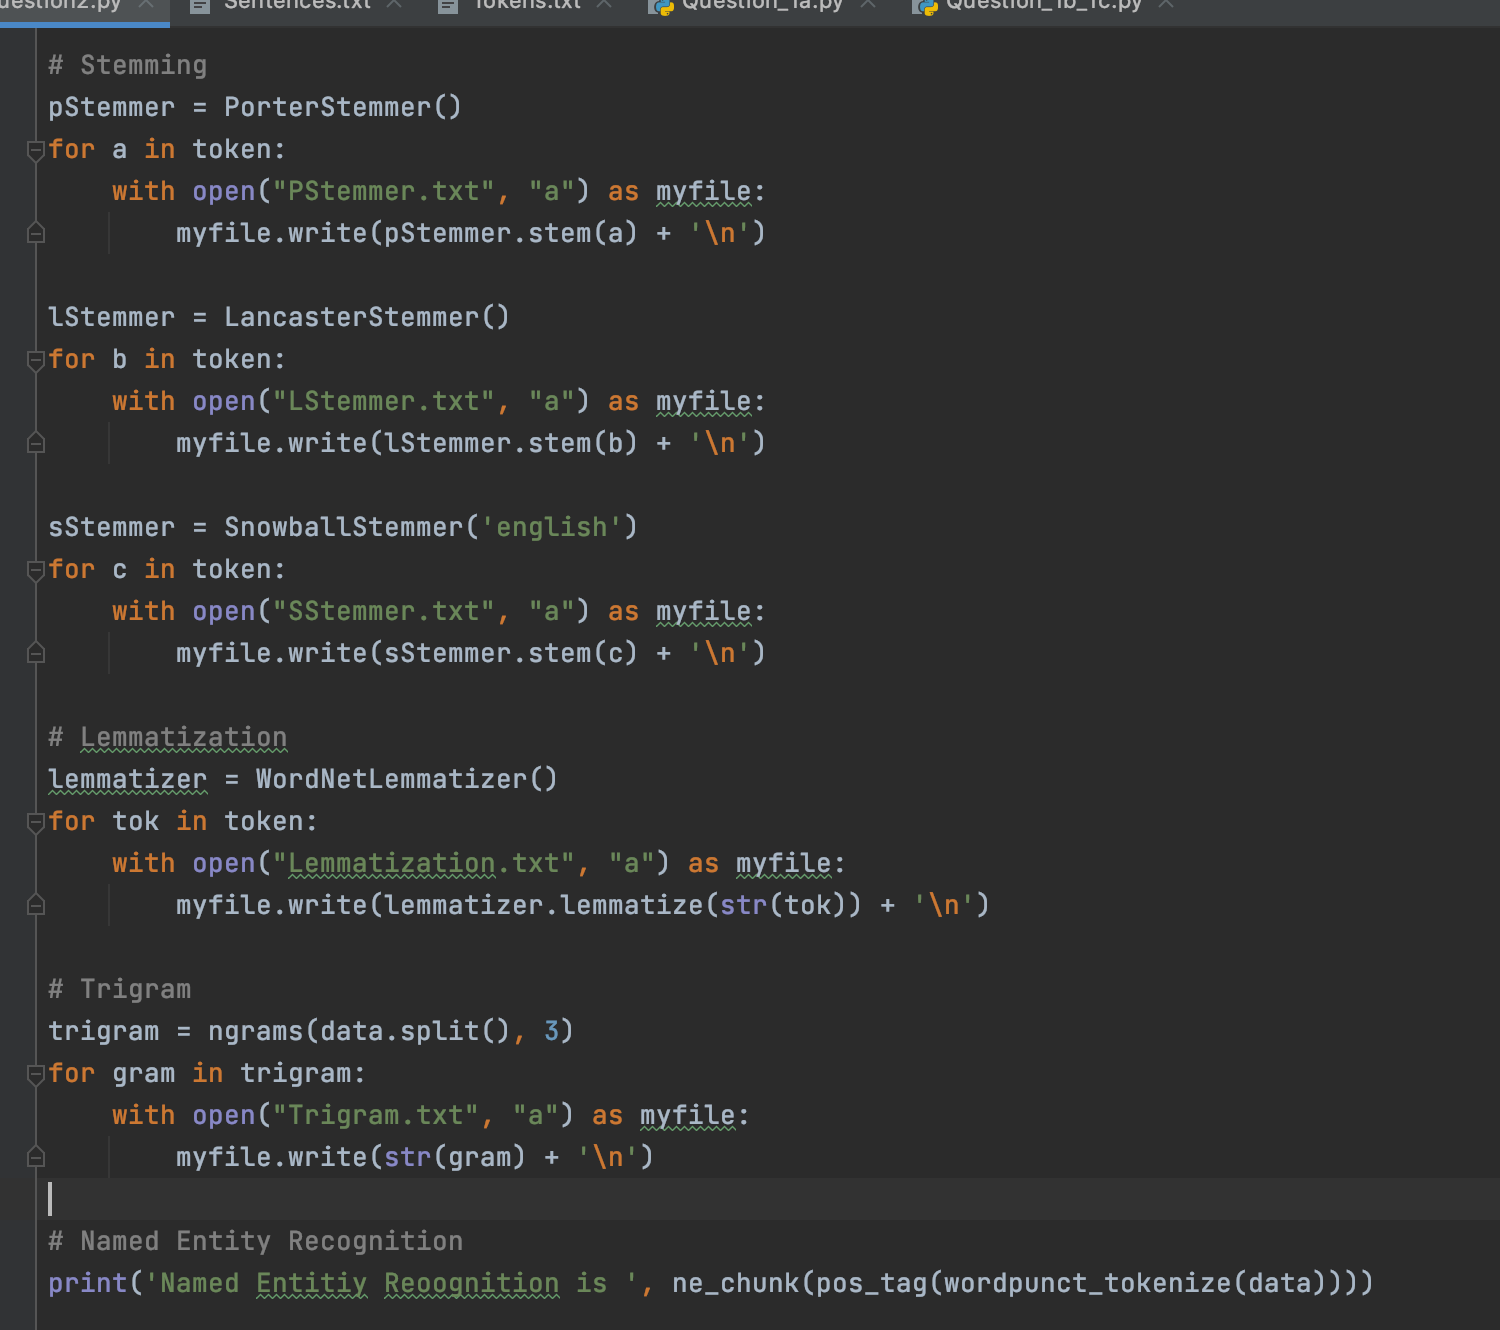 uestion2.py Sentences.txt Tokens.txt Question_1a.py Question_1b_1c.py
# Stemming
pStemmer = PorterStemmer()
for a in token:
    with open("PStemmer.txt", "a") as myfile:
        myfile.write(pStemmer.stem(a) + '\n')

lStemmer = LancasterStemmer()
for b in token:
    with open("LStemmer.txt", "a") as myfile:
        myfile.write(lStemmer.stem(b) + '\n')

sStemmer = SnowballStemmer('english')
for c in token:
    with open("SStemmer.txt", "a") as myfile:
        myfile.write(sStemmer.stem(c) + '\n')

# Lemmatization
lemmatizer = WordNetLemmatizer()
for tok in token:
    with open("Lemmatization.txt", "a") as myfile:
        myfile.write(lemmatizer.lemmatize(str(tok)) + '\n')

# Trigram
trigram = ngrams(data.split(), 3)
for gram in trigram:
    with open("Trigram.txt", "a") as myfile:
        myfile.write(str(gram) + '\n')

# Named Entity Recognition
print('Named Entitiy Reoognition is ', ne_chunk(pos_tag(wordpunct_tokenize(data))))